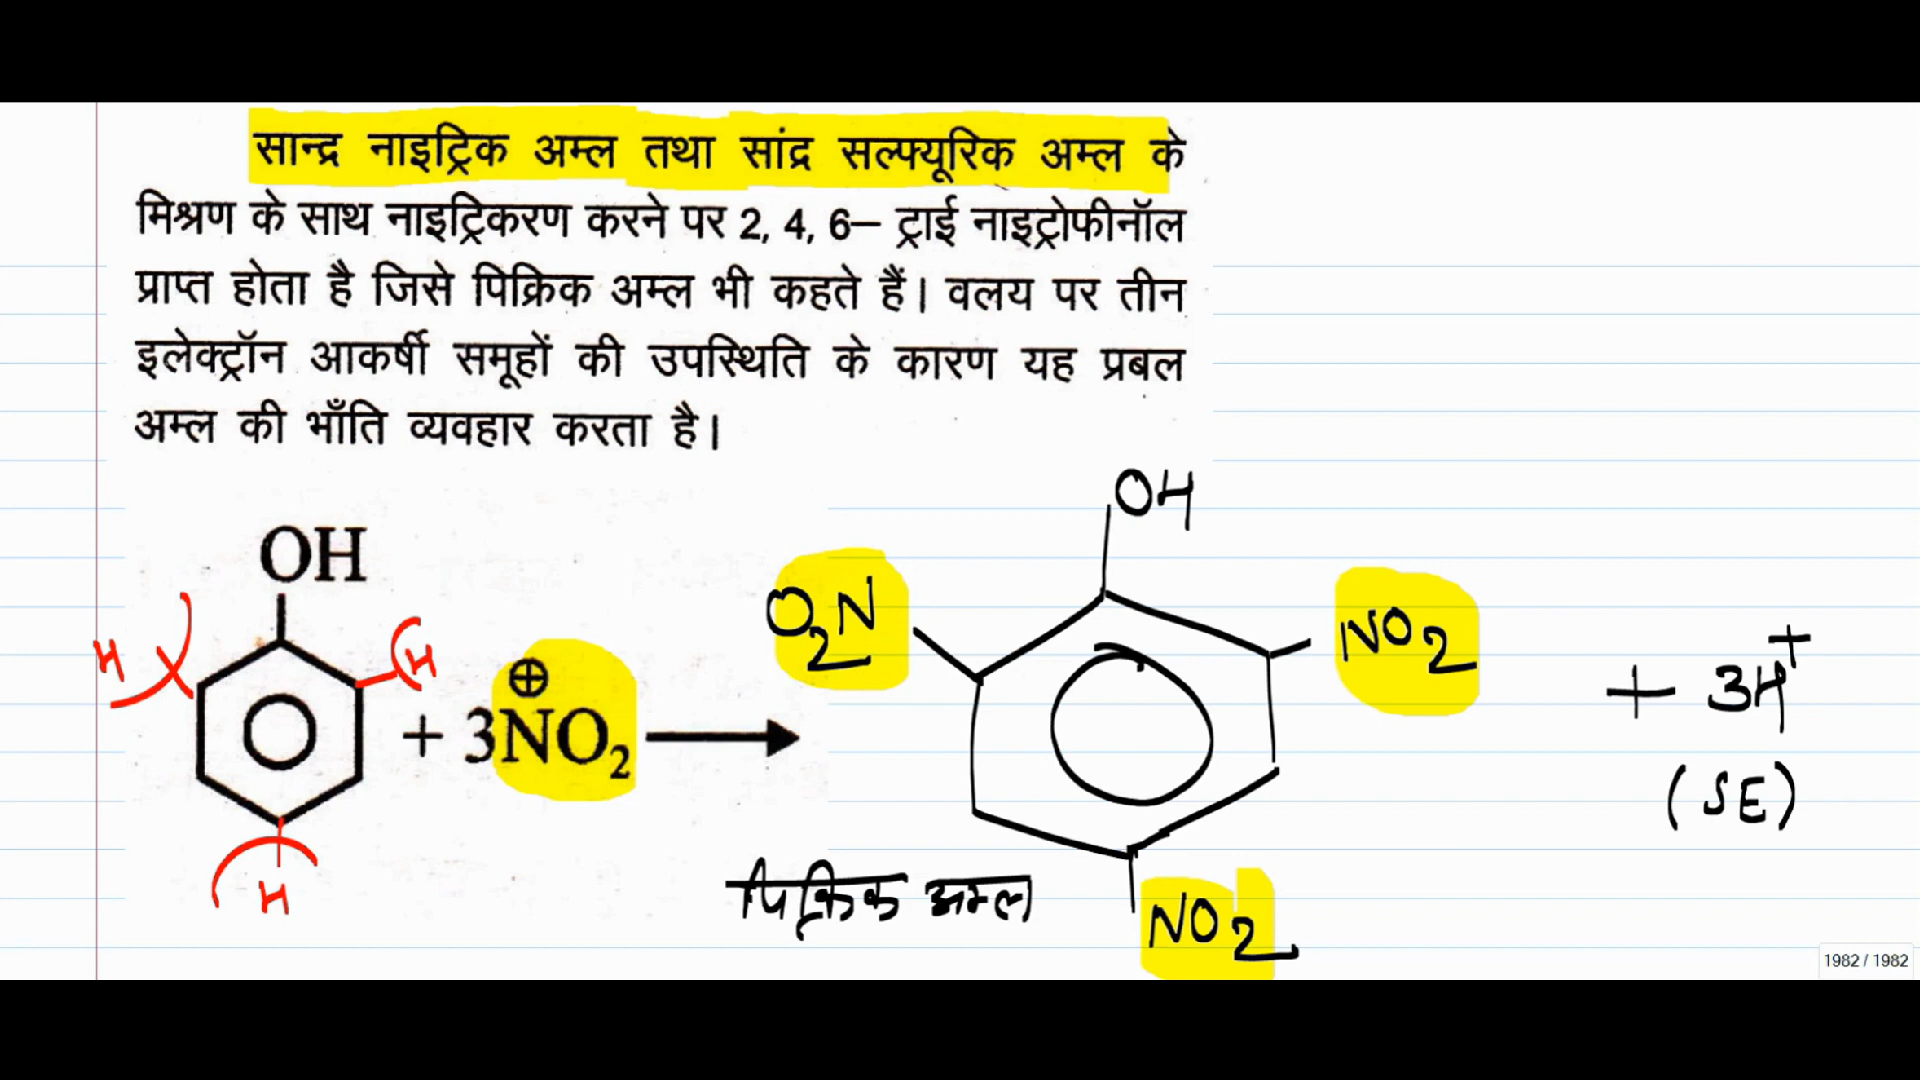 सान्द्र नाइट्रिक अम्ल तथा सांद्र सल्फ्यूरिक अम्ल के
मिश्रण के साथ नाइट्रिकरण करने पर 2, 4, 6– ट्राई नाइट्रोफीनॉल
प्राप्त होता है जिसे पिक्रिक अम्ल भी कहते हैं। वलय पर तीन
इलेक्ट्रॉन आकर्षी समूहों की उपस्थिति के कारण यह प्रबल
अम्ल की भाँति व्यवहार करता है।
OH
H
H
H
+ 3NO₂ ⊕
OH
O₂N
NO₂
NO₂
+ 3H⁺
(SE)
पिक्रिक अम्ल
1982 / 1982